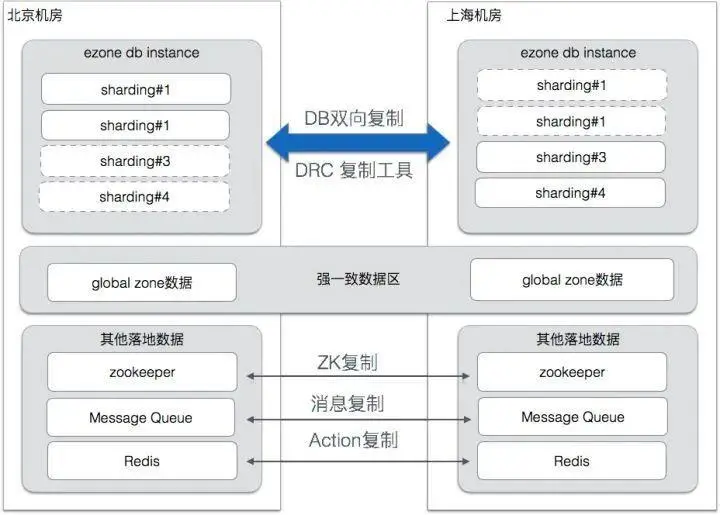 北京机房
上海机房
ezone db instance
sharding#1
sharding#1
sharding#3
sharding#4
DB双向复制
DRC 复制工具
ezone db instance
sharding#1
sharding#1
sharding#3
sharding#4
global zone数据
强一致数据区
global zone数据
其他落地数据
zookeeper
Message Queue
Redis
ZK复制
消息复制
Action复制
其他落地数据
zookeeper
Message Queue
Redis